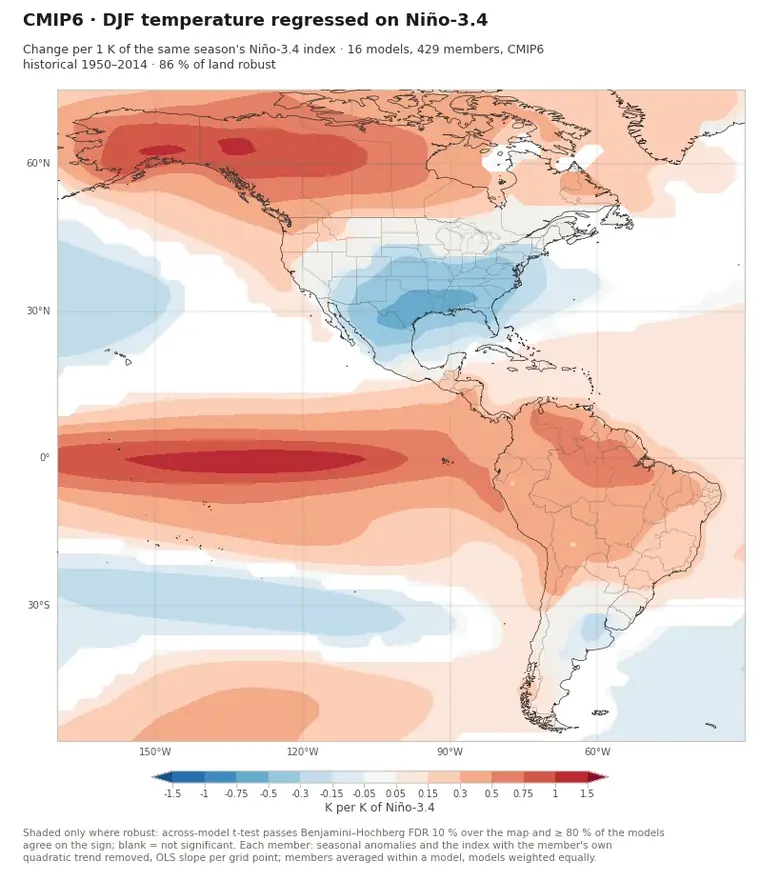 CMIP6 · DJF temperature regressed on Niño-3.4
Change per 1 K of the same season's Niño-3.4 index · 16 models, 429 members, CMIP6
historical 1950–2014 · 86 % of land robust
60°N
30°N
0°
30°S
150°W 120°W 90°W 60°W
-1.5 -1 -0.75 -0.5 -0.3 -0.15 -0.05 0.05 0.15 0.3 0.5 0.75 1 1.5
K per K of Niño-3.4
Shaded only where robust: across-model t-test passes Benjamini–Hochberg FDR 10 % over the map and ≥ 80 % of the models
agree on the sign; blank = not significant. Each member: seasonal anomalies and the index with the member's own
quadratic trend removed, OLS slope per grid point; members averaged within a model, models weighted equally.